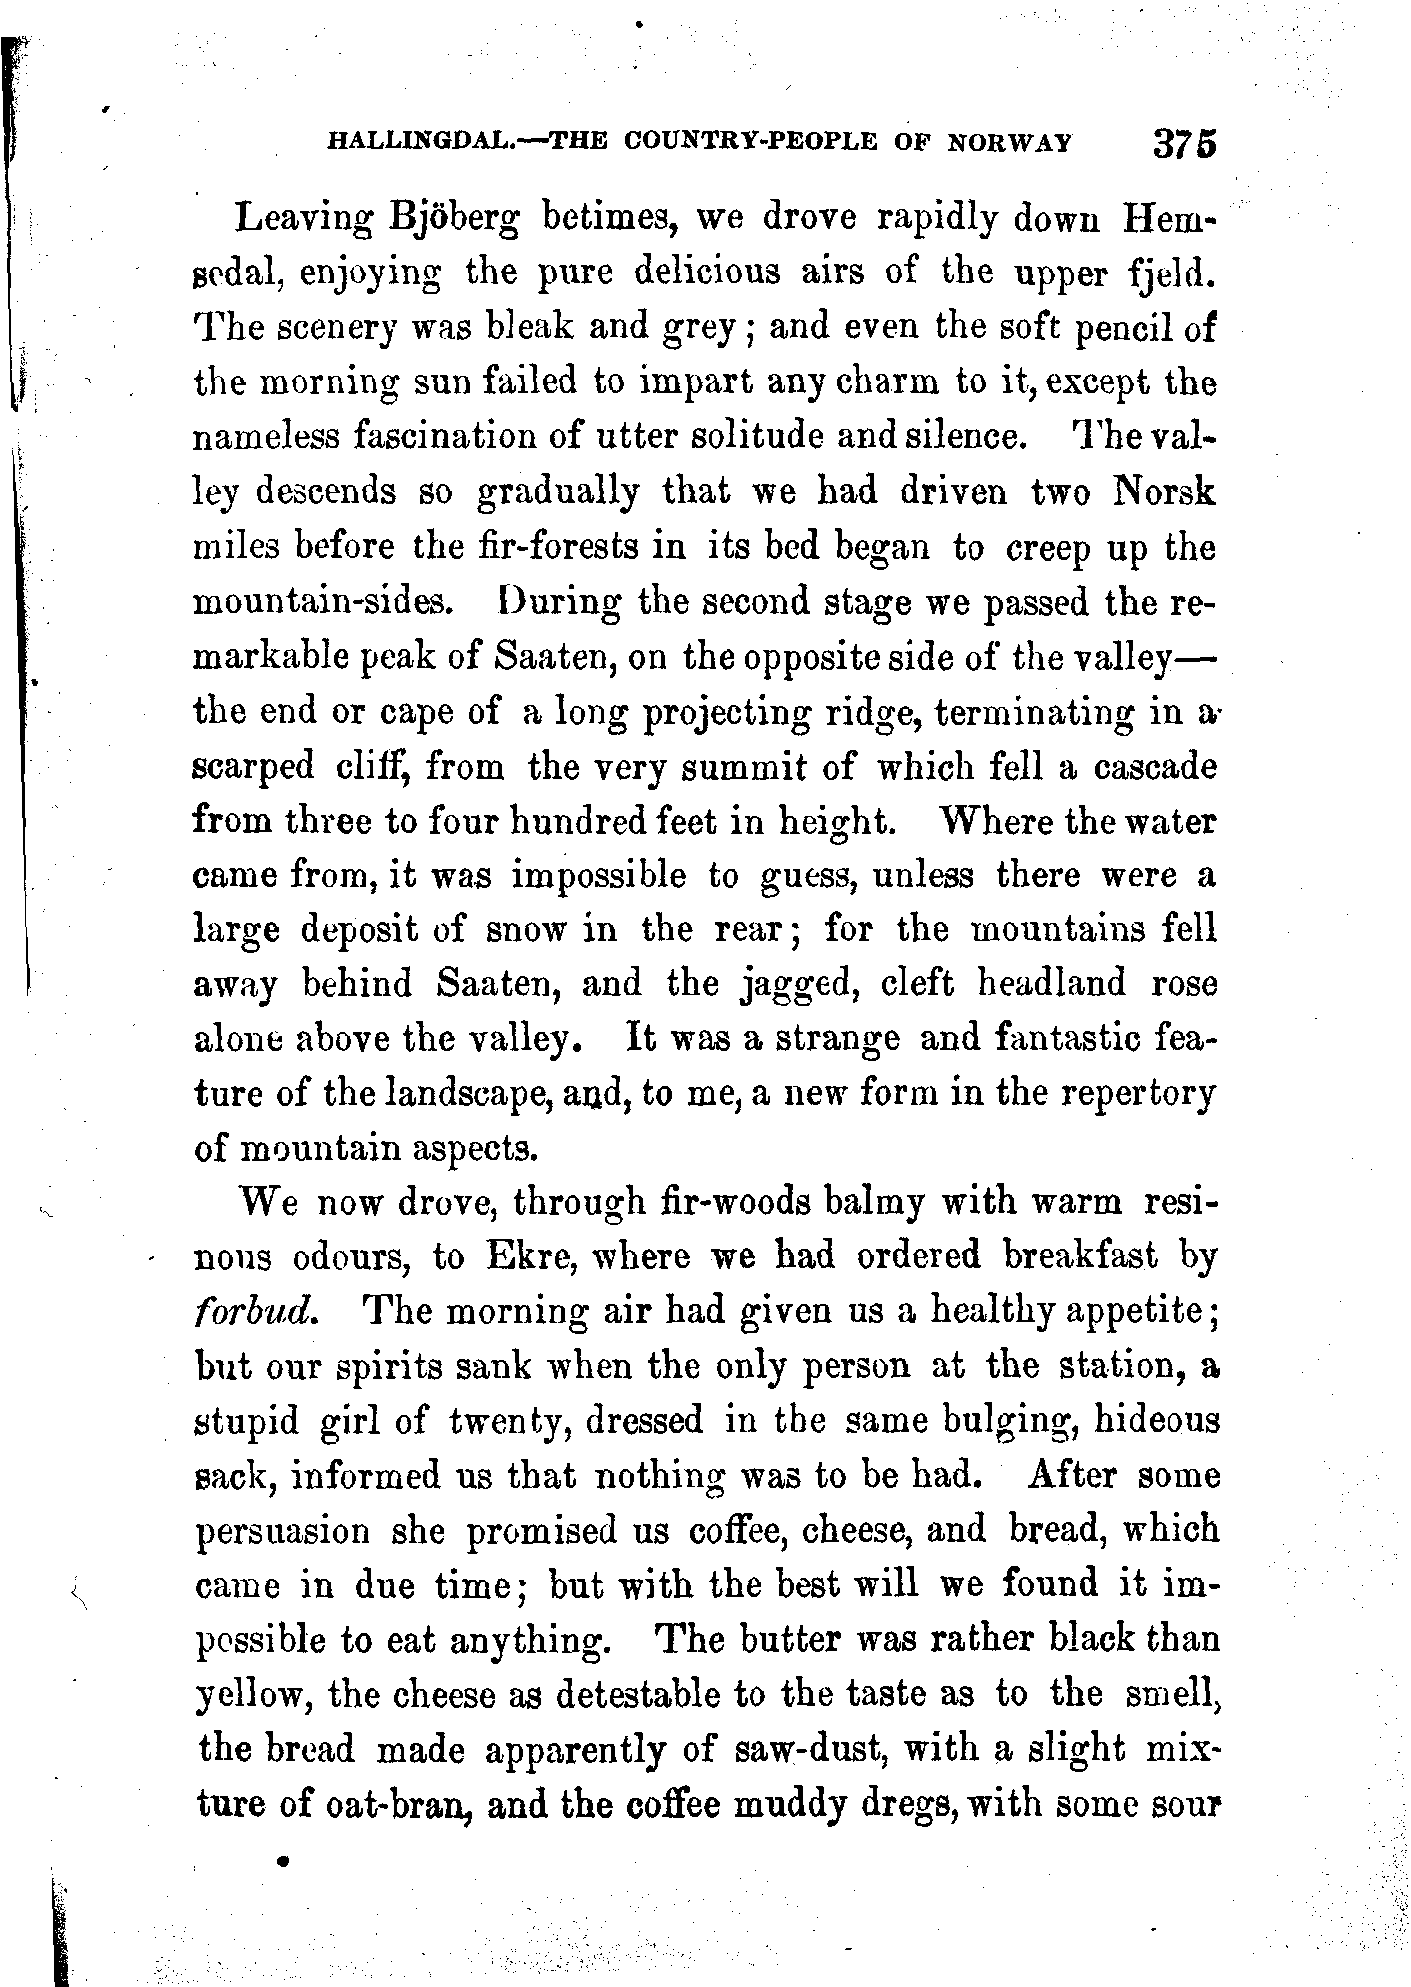 HALLINGDAL.—THE COUNTRY-PEOPLE OF NORWAY 375
Leaving Bjöberg betimes, we drove rapidly down Hem-
sedal, enjoying the pure delicious airs of the upper fjeld.
The scenery was bleak and grey; and even the soft pencil of
the morning sun failed to impart any charm to it, except the
nameless fascination of utter solitude and silence. The val-
ley descends so gradually that we had driven two Norsk
miles before the fir-forests in its bed began to creep up the
mountain-sides. During the second stage we passed the re-
markable peak of Saaten, on the opposite side of the valley—
the end or cape of a long projecting ridge, terminating in a
scarped cliff, from the very summit of which fell a cascade
from three to four hundred feet in height. Where the water
came from, it was impossible to guess, unless there were a
large deposit of snow in the rear; for the mountains fell
away behind Saaten, and the jagged, cleft headland rose
alone above the valley. It was a strange and fantastic fea-
ture of the landscape, and, to me, a new form in the repertory
of mountain aspects.
We now drove, through fir-woods balmy with warm resi-
nous odours, to Ekre, where we had ordered breakfast by
forbud. The morning air had given us a healthy appetite;
but our spirits sank when the only person at the station, a
stupid girl of twenty, dressed in the same bulging, hideous
sack, informed us that nothing was to be had. After some
persuasion she promised us coffee, cheese, and bread, which
came in due time; but with the best will we found it im-
possible to eat anything. The butter was rather black than
yellow, the cheese as detestable to the taste as to the smell,
the bread made apparently of saw-dust, with a slight mix-
ture of oat-bran, and the coffee muddy dregs, with some sour